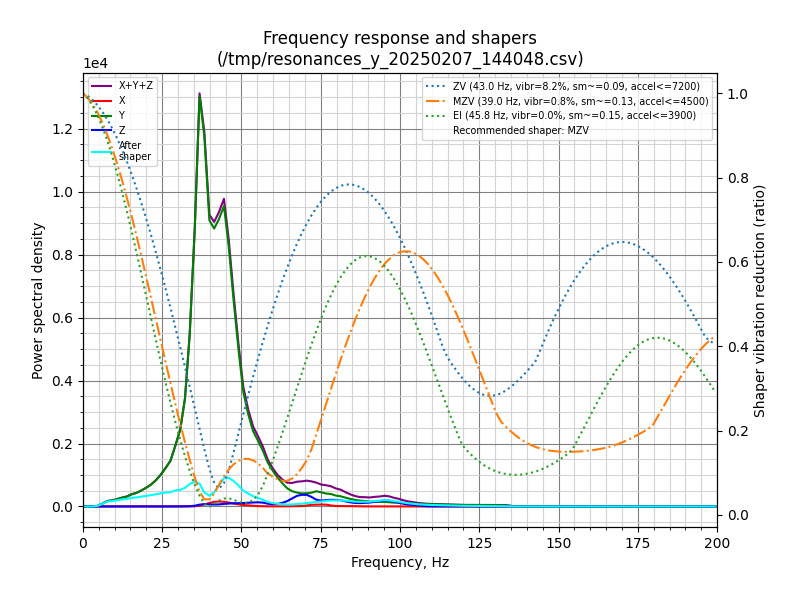 Frequency response and shapers
(/tmp/resonances_y_20250207_144048.csv)
1e4
X+Y+Z
X
Y
Z
After
shaper
ZV (43.0 Hz, vibr=8.2%, sm~=0.09, accel<=7200)
MZV (39.0 Hz, vibr=0.8%, sm~=0.13, accel<=4500)
EI (45.8 Hz, vibr=0.0%, sm~=0.15, accel<=3900)
Recommended shaper: MZV
1.2
1.0
0.8
0.6
0.4
0.2
0.0
Power spectral density
1.0
0.8
0.6
0.4
0.2
0.0
Shaper vibration reduction (ratio)
0 25 50 75 100 125 150 175 200
Frequency, Hz